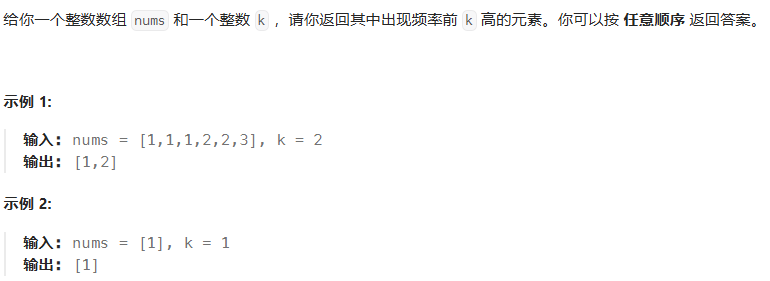 给你一个整数数组 nums 和一个整数 k ，请你返回其中出现频率前 k 高的元素。你可以按 任意顺序 返回答案。
示例 1:
输入: nums = [1,1,1,2,2,3], k = 2
输出: [1,2]
示例 2:
输入: nums = [1], k = 1
输出: [1]